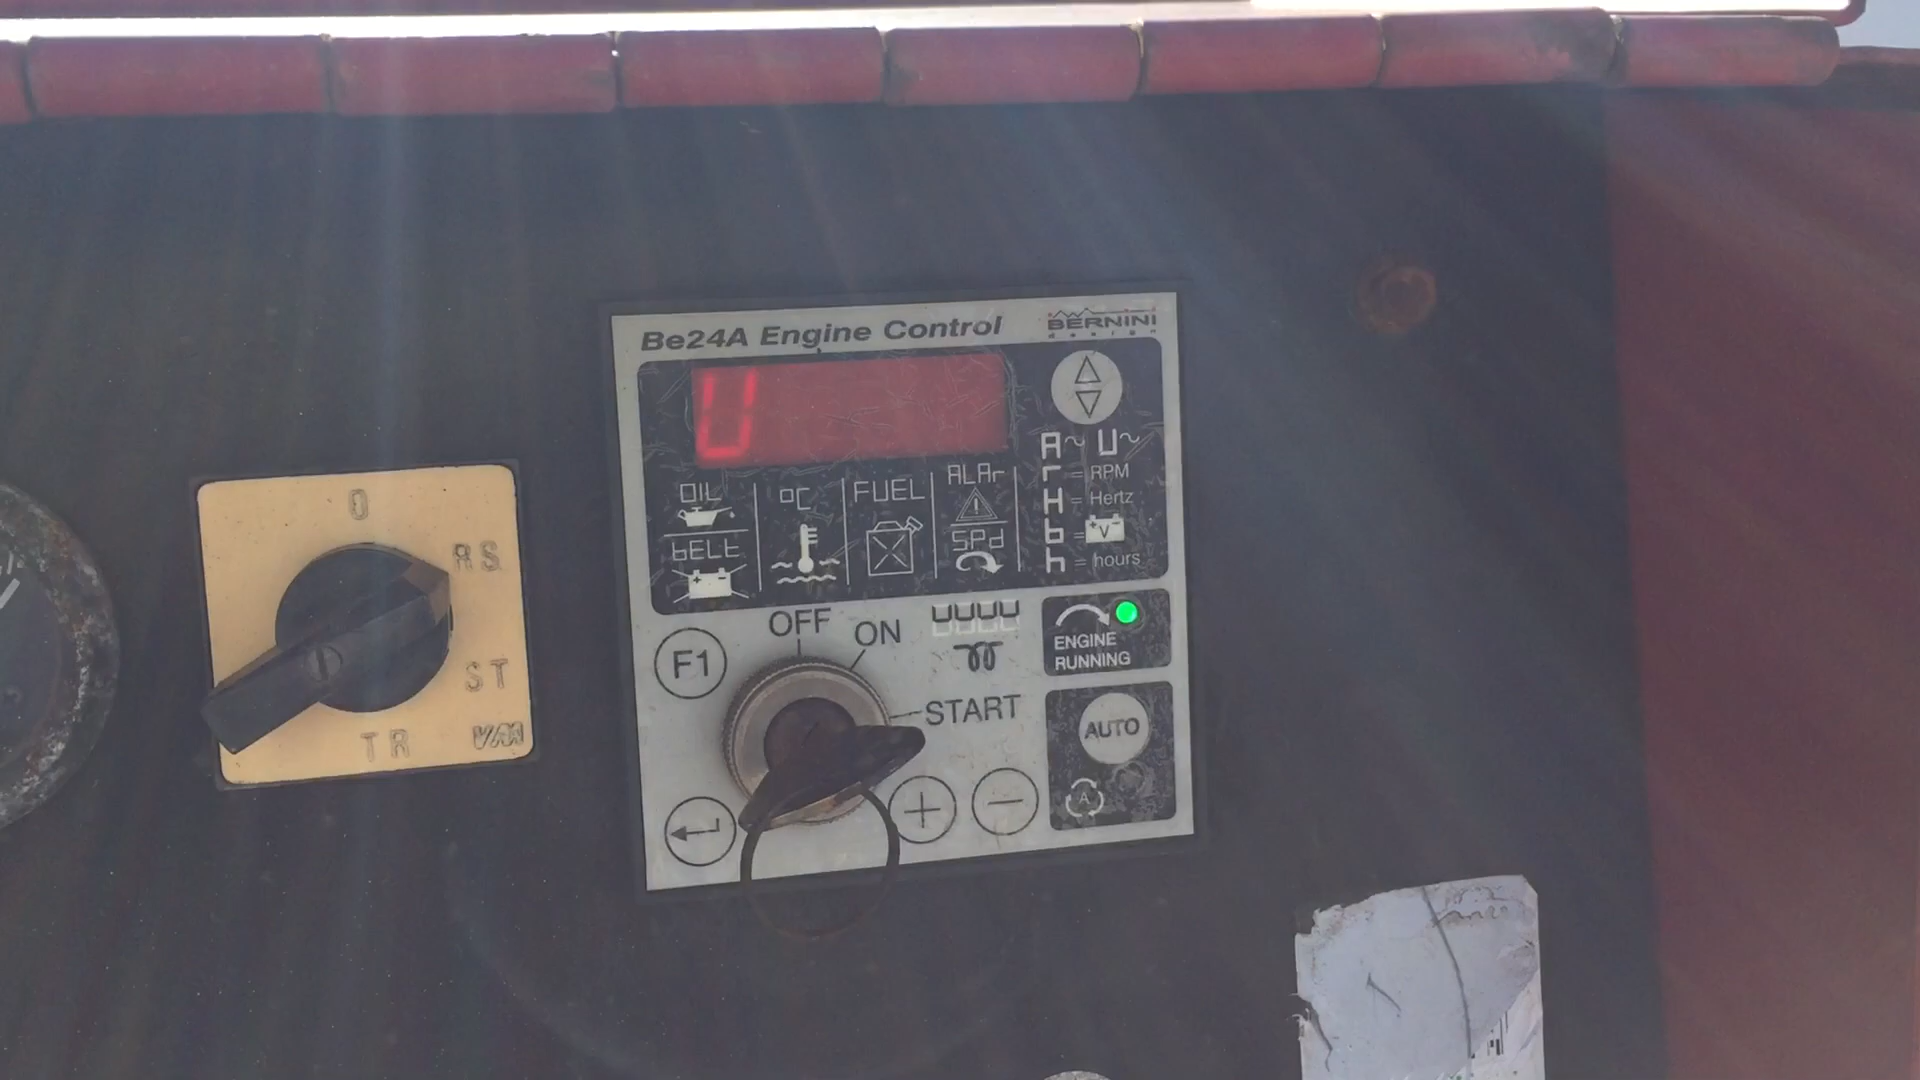 Be24A Engine Control
BERNINI
design
U
A~ U~
r = RPM
H = Hertz
b = V
h = hours
OIL
°C
FUEL
ALAr
bELt
SPd
0
RS
ST
TR
OFF
ON
F1
START
ENGINE
RUNNING
AUTO
A